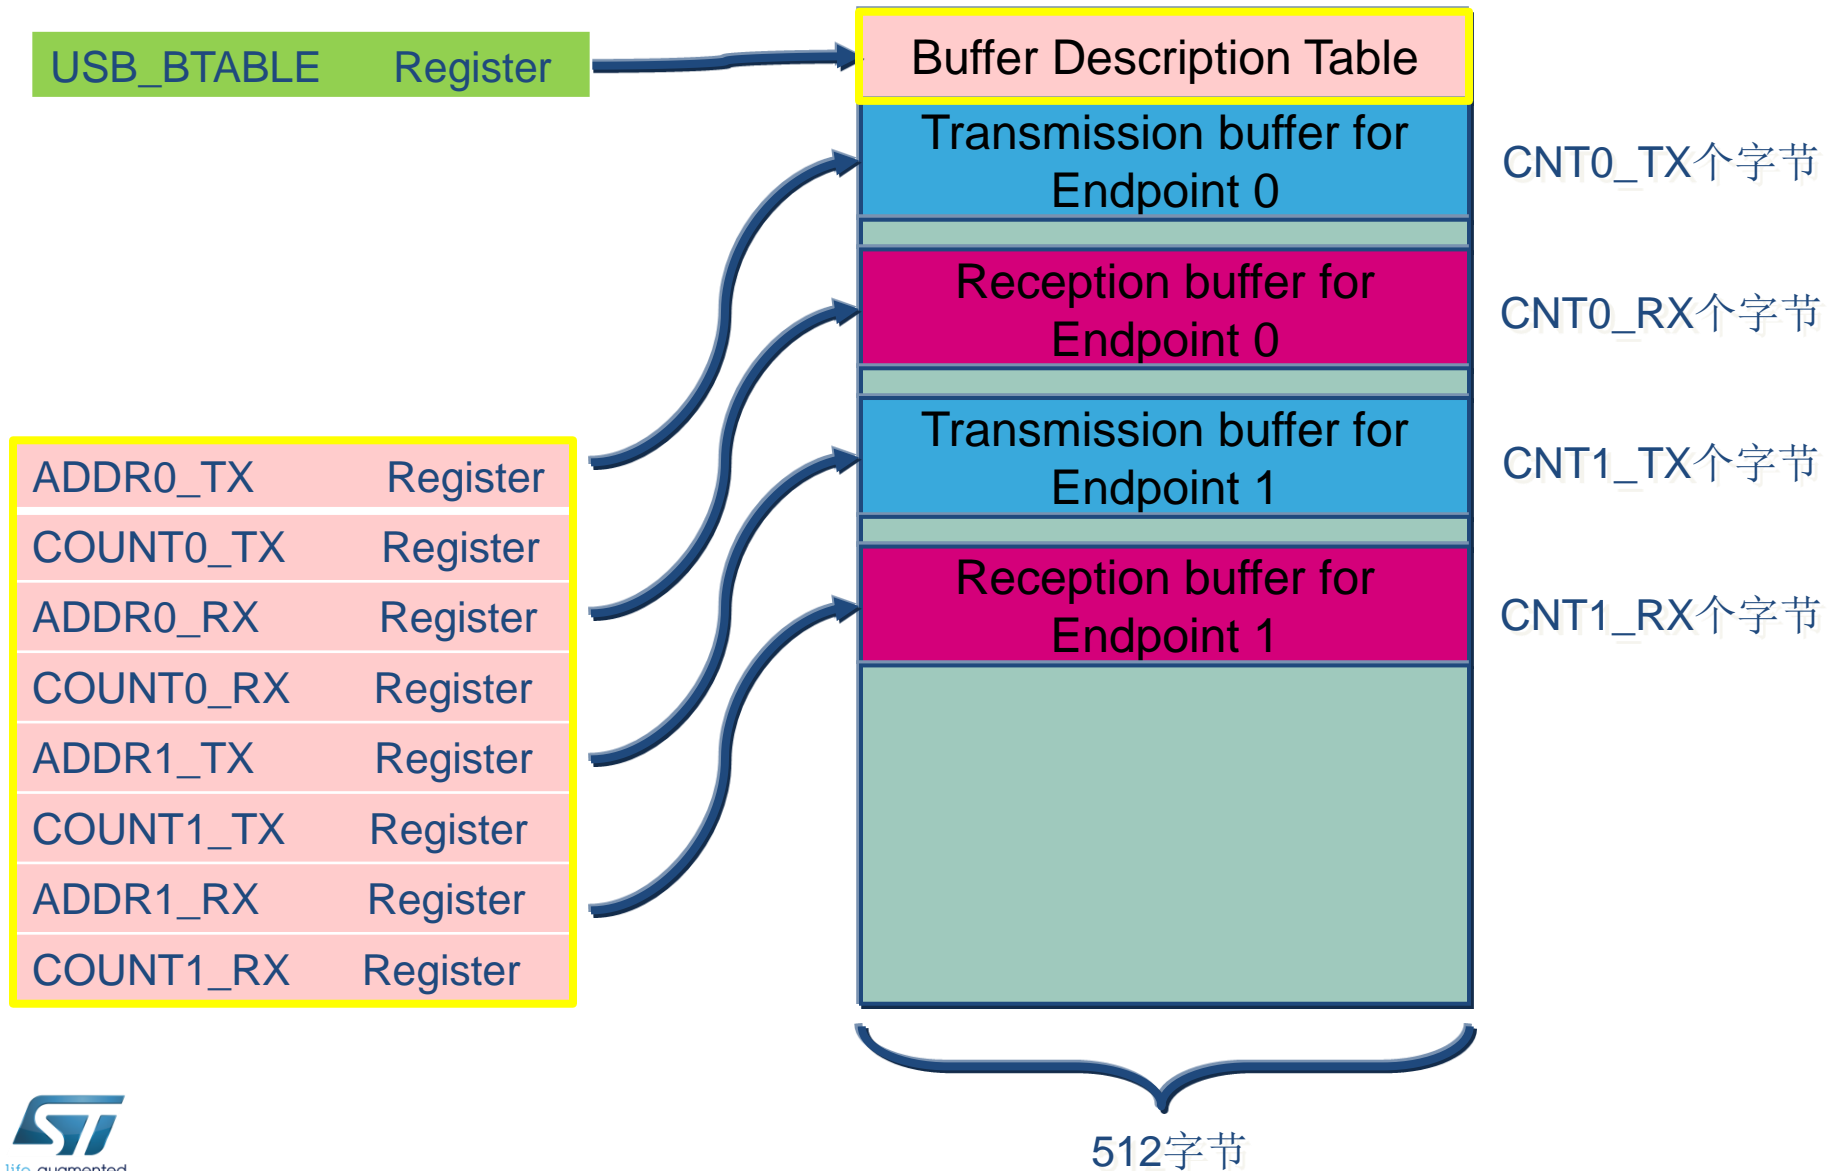 USB_BTABLE Register
Buffer Description Table
Transmission buffer for
Endpoint 0
CNT0_TX个字节
Reception buffer for
Endpoint 0
CNT0_RX个字节
Transmission buffer for
Endpoint 1
CNT1_TX个字节
Reception buffer for
Endpoint 1
CNT1_RX个字节
ADDR0_TX Register
COUNT0_TX Register
ADDR0_RX Register
COUNT0_RX Register
ADDR1_TX Register
COUNT1_TX Register
ADDR1_RX Register
COUNT1_RX Register
512字节
ST
life.augmented